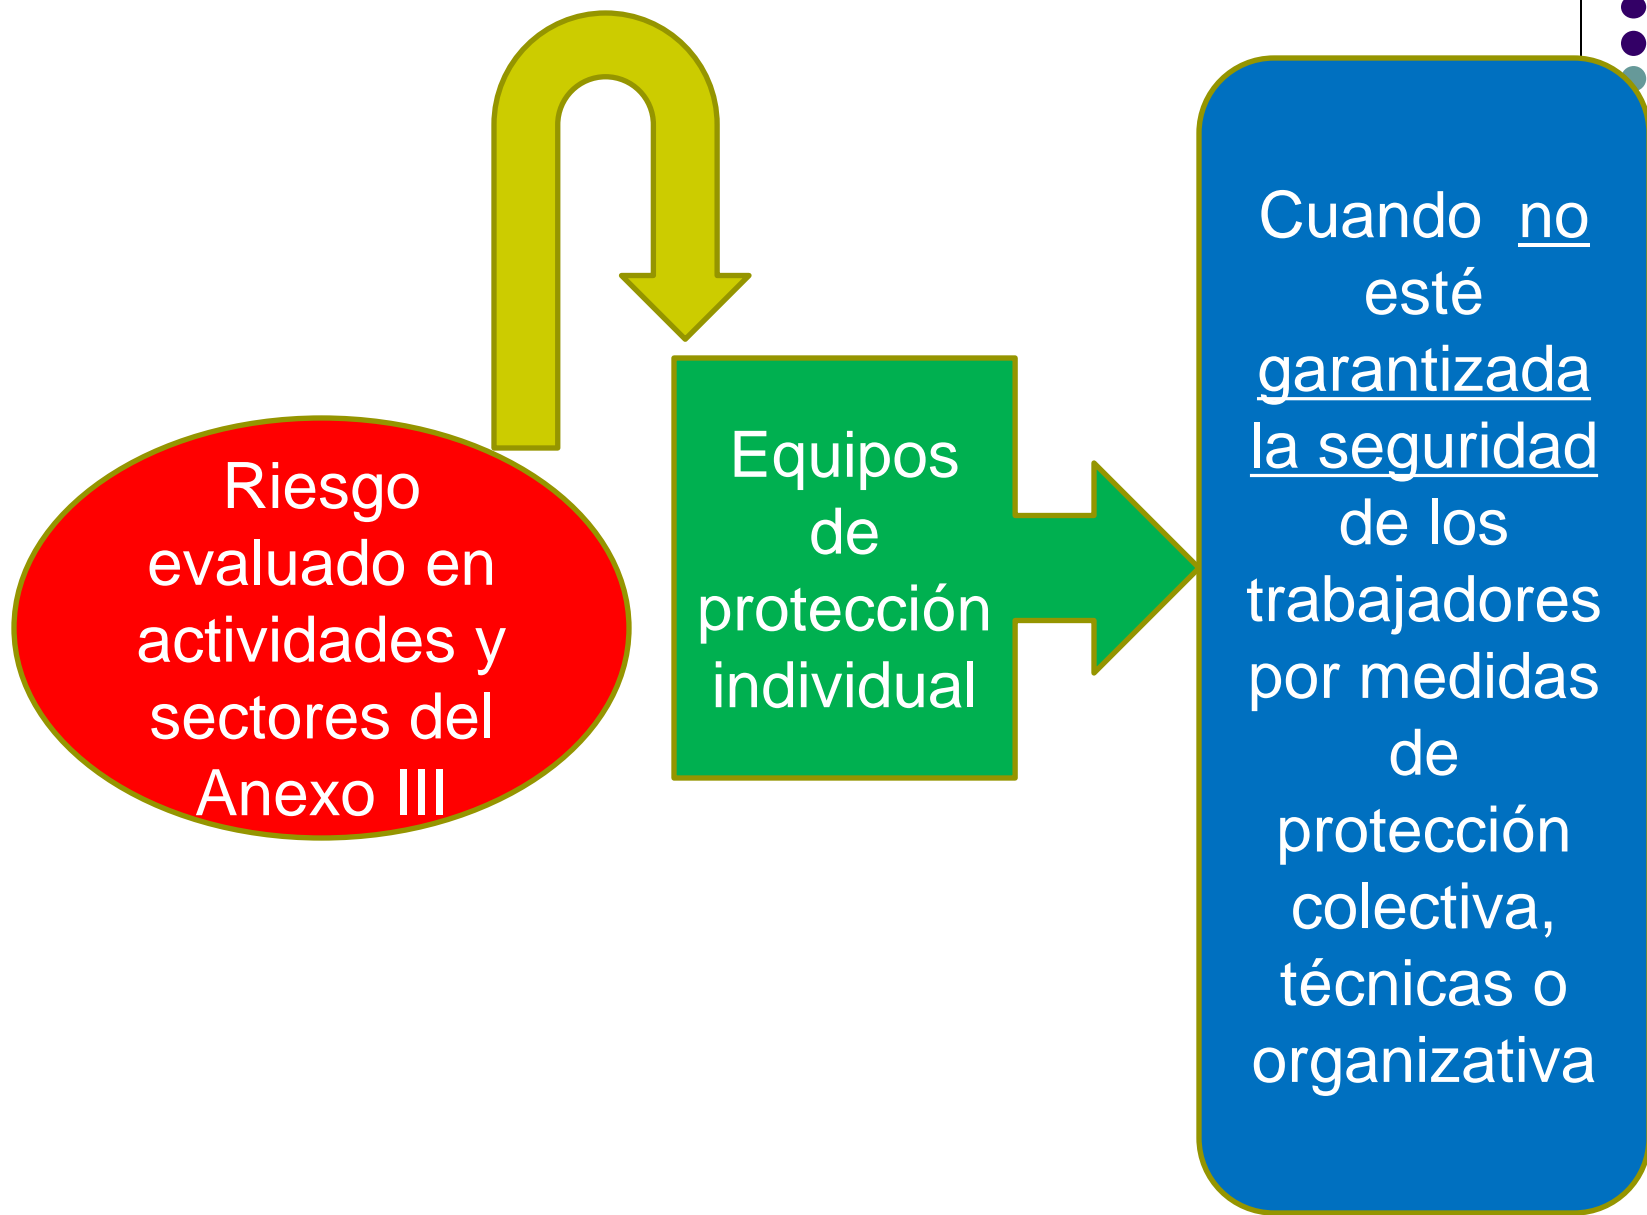 Riesgo
evaluado en
actividades y
sectores del
Anexo III
Equipos
de
protección
individual
Cuando no
esté
garantizada
la seguridad
de los
trabajadores
por medidas
de
protección
colectiva,
técnicas o
organizativa